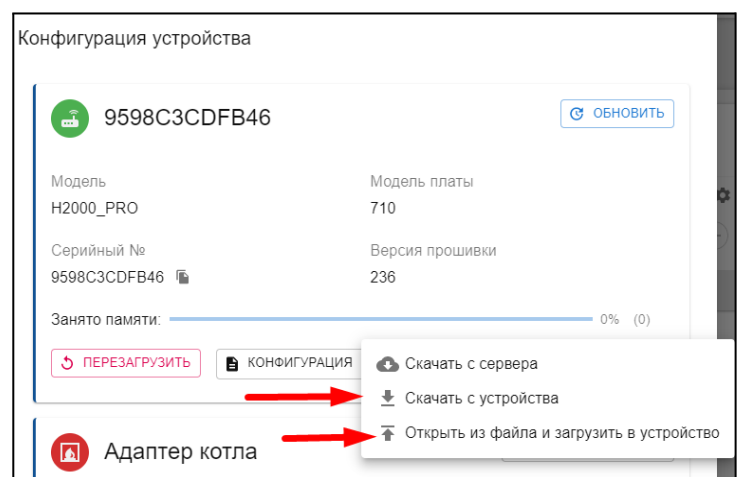 Конфигурация устройства
9598C3CDFB46
ОБНОВИТЬ
Модель
Модель платы
H2000_PRO
710
Серийный №
Версия прошивки
9598C3CDFB46
236
Занято памяти:
0% (0)
ПЕРЕЗАГРУЗИТЬ
КОНФИГУРАЦИЯ
Скачать с сервера
Скачать с устройства
Открыть из файла и загрузить в устройство
Адаптер котла